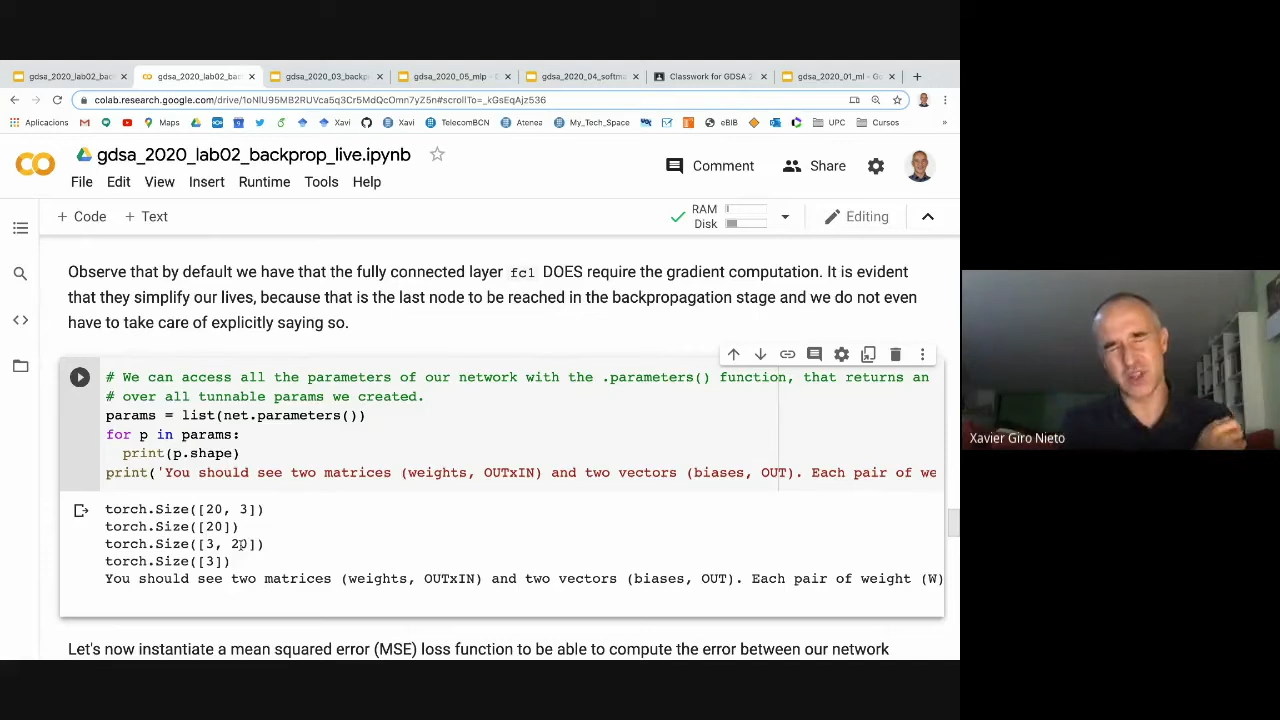 gdsa_2020_lab02_bac
gdsa_2020_lab02_bac
gdsa_2020_03_backp
gdsa_2020_05_mlp -
gdsa_2020_04_softma
Classwork for GDSA 2
gdsa_2020_01_ml - Go
colab.research.google.com/drive/1oNlU95MB2RUVca5q3Cr5MdQcOmn7yZ5n#scrollTo=_kGsEqAjz536
Aplicacions
Maps
Xavi
Xavi
TelecomBCN
Atenea
My_Tech_Space
eBIB
UPC
Cursos
»
CO
gdsa_2020_lab02_backprop_live.ipynb
Comment
Share
File Edit View Insert Runtime Tools Help
+ Code + Text
RAM
Disk
Editing
Observe that by default we have that the fully connected layer fc1 DOES require the gradient computation. It is evident
that they simplify our lives, because that is the last node to be reached in the backpropagation stage and we do not even
have to take care of explicitly saying so.
# We can access all the parameters of our network with the .parameters() function, that returns an
# over all tunnable params we created.
params = list(net.parameters())
for p in params:
print(p.shape)
print('You should see two matrices (weights, OUTxIN) and two vectors (biases, OUT). Each pair of we
torch.Size([20, 3])
torch.Size([20])
torch.Size([3, 20])
torch.Size([3])
You should see two matrices (weights, OUTxIN) and two vectors (biases, OUT). Each pair of weight (W)
Let's now instantiate a mean squared error (MSE) loss function to be able to compute the error between our network
Xavier Giro Nieto